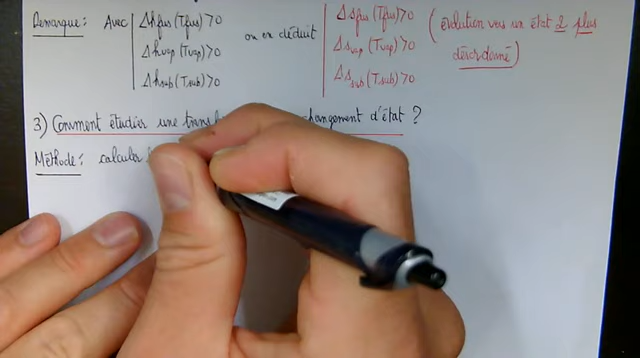 Remarque: Avec Δhfus (Tfus) >0 on en déduit Δsfus (Tfus) >0 (évolution vers un état 2 plus
Δhvap (Tvap) >0 Δsvap (Tvap) >0 désordonné)
Δhsub (Tsub) >0 Δssub (Tsub) >0
3) Comment étudier une changement d'état ?
Méthode: calculer